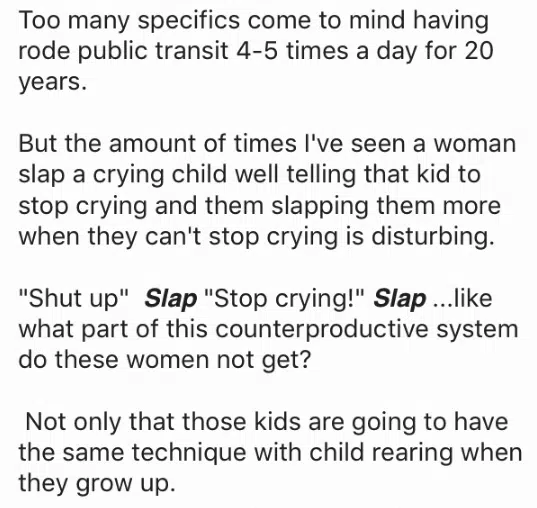 Too many specifics come to mind having
rode public transit 4-5 times a day for 20
years.
But the amount of times I've seen a woman
slap a crying child well telling that kid to
stop crying and them slapping them more
when they can't stop crying is disturbing.
"Shut up"  Slap "Stop crying!" Slap ...like
what part of this counterproductive system
do these women not get?
Not only that those kids are going to have
the same technique with child rearing when
they grow up.